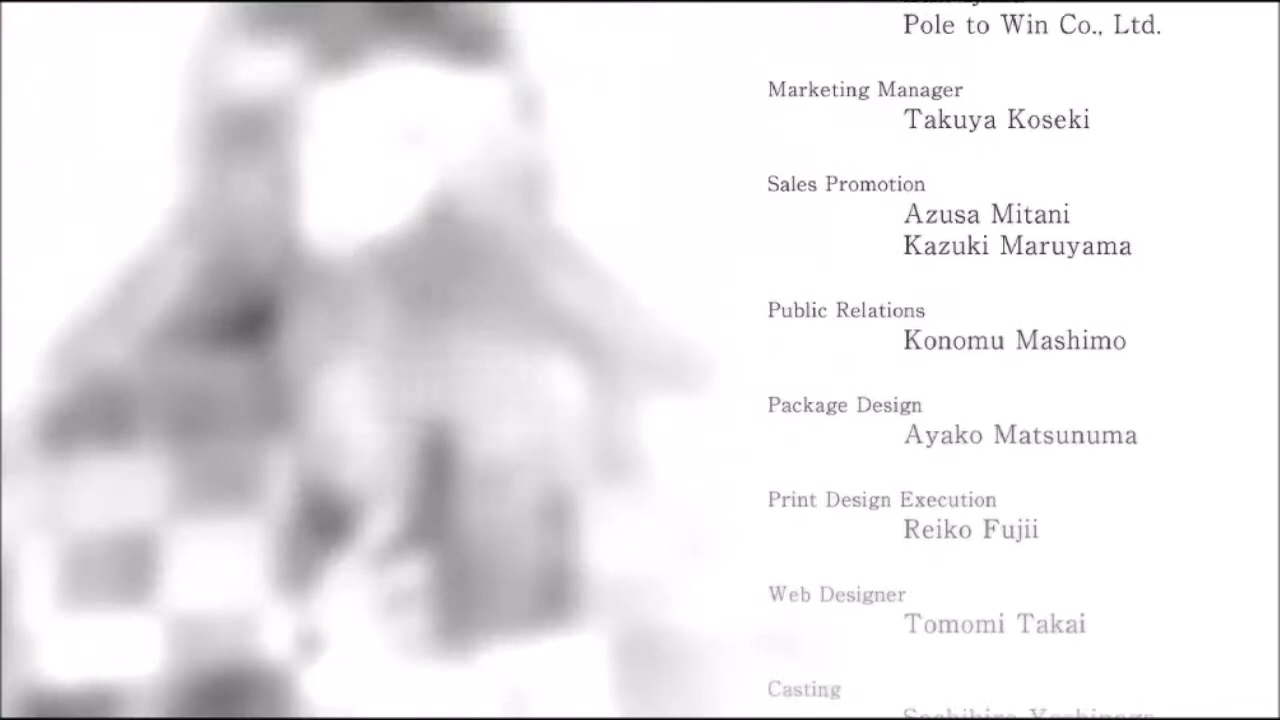 Pole to Win Co., Ltd.
Marketing Manager
Takuya Koseki
Sales Promotion
Azusa Mitani
Kazuki Maruyama
Public Relations
Konomu Mashimo
Package Design
Ayako Matsunuma
Print Design Execution
Reiko Fujii
Web Designer
Tomomi Takai
Casting